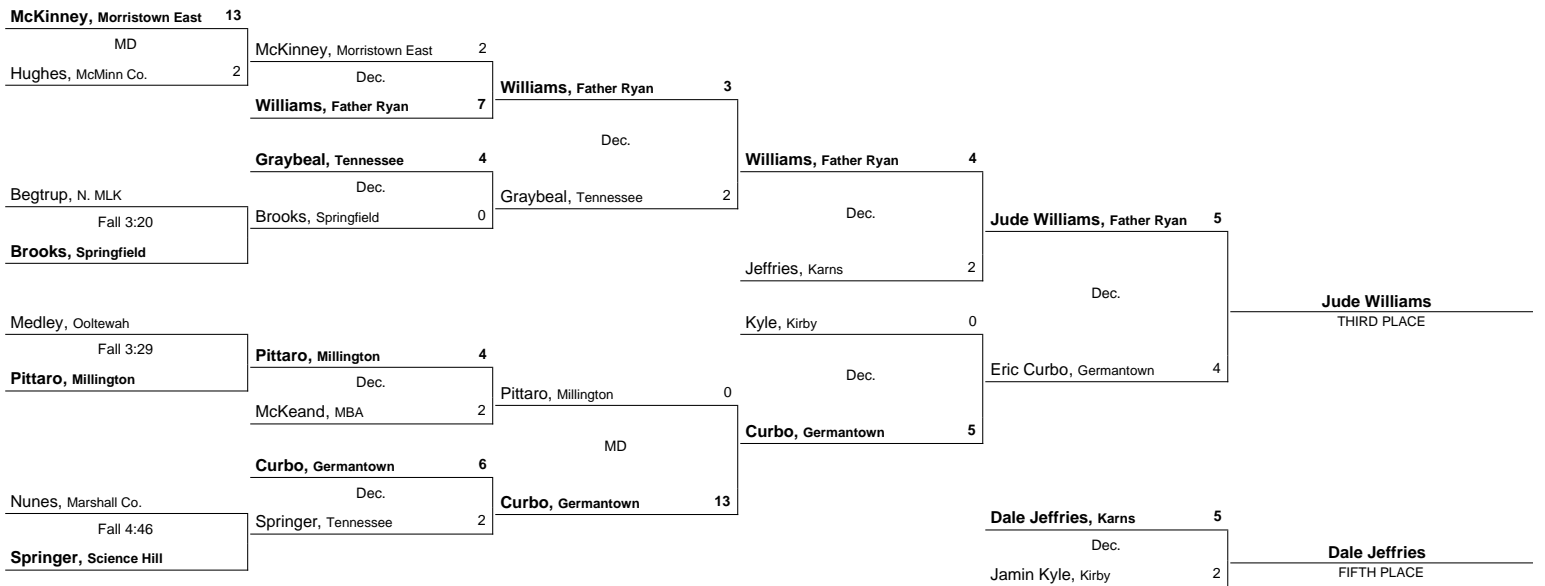 McKinney, Morristown East 13
MD
Hughes, McMinn Co. 2
Begtrup, N. MLK
Fall 3:20
Brooks, Springfield
Medley, Ooltewah
Fall 3:29
Pittaro, Millington
Nunes, Marshall Co.
Fall 4:46
Springer, Science Hill
McKinney, Morristown East 2
Dec.
Williams, Father Ryan 7
Graybeal, Tennessee 4
Dec.
Brooks, Springfield 0
Pittaro, Millington 4
Dec.
McKeand, MBA 2
Curbo, Germantown 6
Dec.
Springer, Tennessee 2
Williams, Father Ryan 3
Dec.
Graybeal, Tennessee 2
Pittaro, Millington 0
MD
Curbo, Germantown 13
Williams, Father Ryan 4
Dec.
Jeffries, Karns 2
Kyle, Kirby 0
Dec.
Curbo, Germantown 5
Jude Williams, Father Ryan 5
Dec.
Eric Curbo, Germantown 4
Jude Williams
THIRD PLACE
Dale Jeffries, Karns 5
Dec.
Jamin Kyle, Kirby 2
Dale Jeffries
FIFTH PLACE